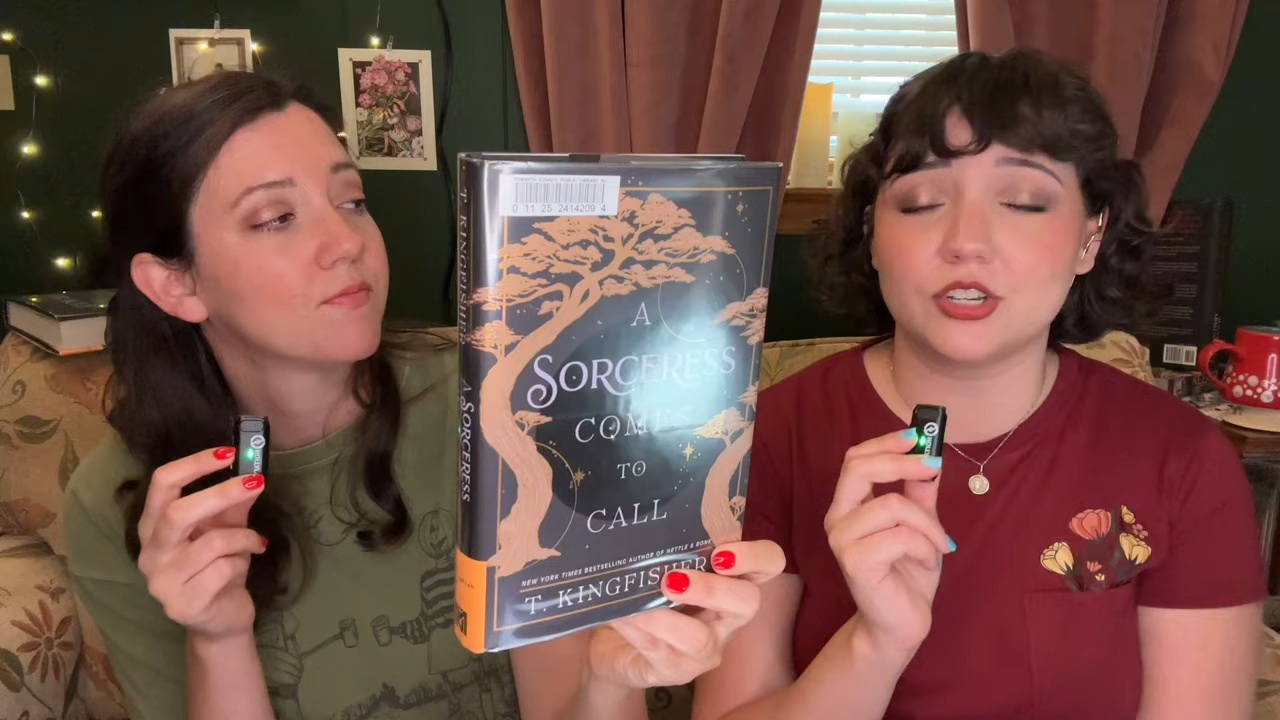 0 11 25 2414209 4
A
SORCERESS
COMES
TO
CALL
NEW YORK TIMES BESTSELLING AUTHOR OF NETTLE & BONE
T. KINGFISHER
T. KINGFISHER
A SORCERESS